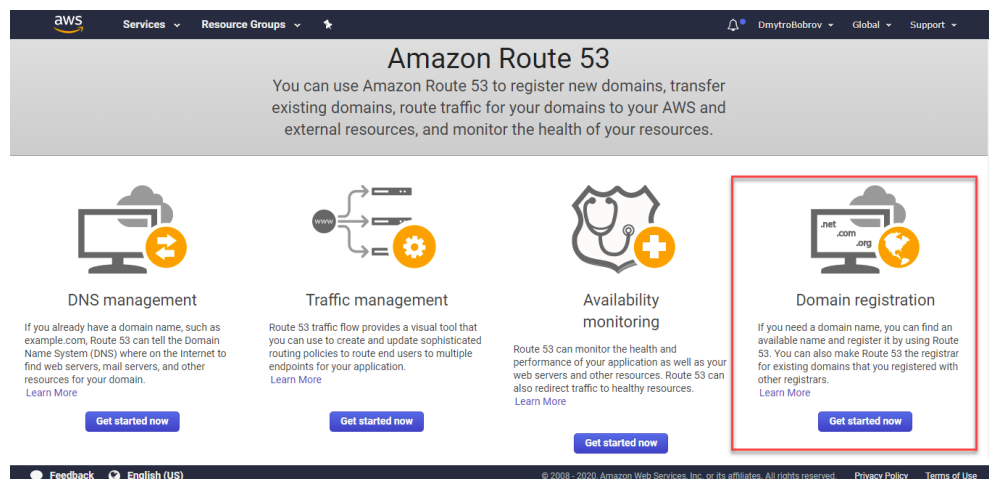 aws Services Resource Groups DmytroBobrov Global Support
Amazon Route 53
You can use Amazon Route 53 to register new domains, transfer
existing domains, route traffic for your domains to your AWS and
external resources, and monitor the health of your resources.
DNS management
If you already have a domain name, such as
example.com, Route 53 can tell the Domain
Name System (DNS) where on the Internet to
find web servers, mail servers, and other
resources for your domain.
Learn More
Get started now
www
Traffic management
Route 53 traffic flow provides a visual tool that
you can use to create and update sophisticated
routing policies to route end users to multiple
endpoints for your application.
Learn More
Get started now
Availability
monitoring
Route 53 can monitor the health and
performance of your application as well as your
web servers and other resources. Route 53 can
also redirect traffic to healthy resources.
Learn More
Get started now
.net
.com
.org
Domain registration
If you need a domain name, you can find an
available name and register it by using Route
53. You can also make Route 53 the registrar
for existing domains that you registered with
other registrars.
Learn More
Get started now
Feedback English (US) © 2008 - 2020, Amazon Web Services, Inc. or its affiliates. All rights reserved. Privacy Policy Terms of Use